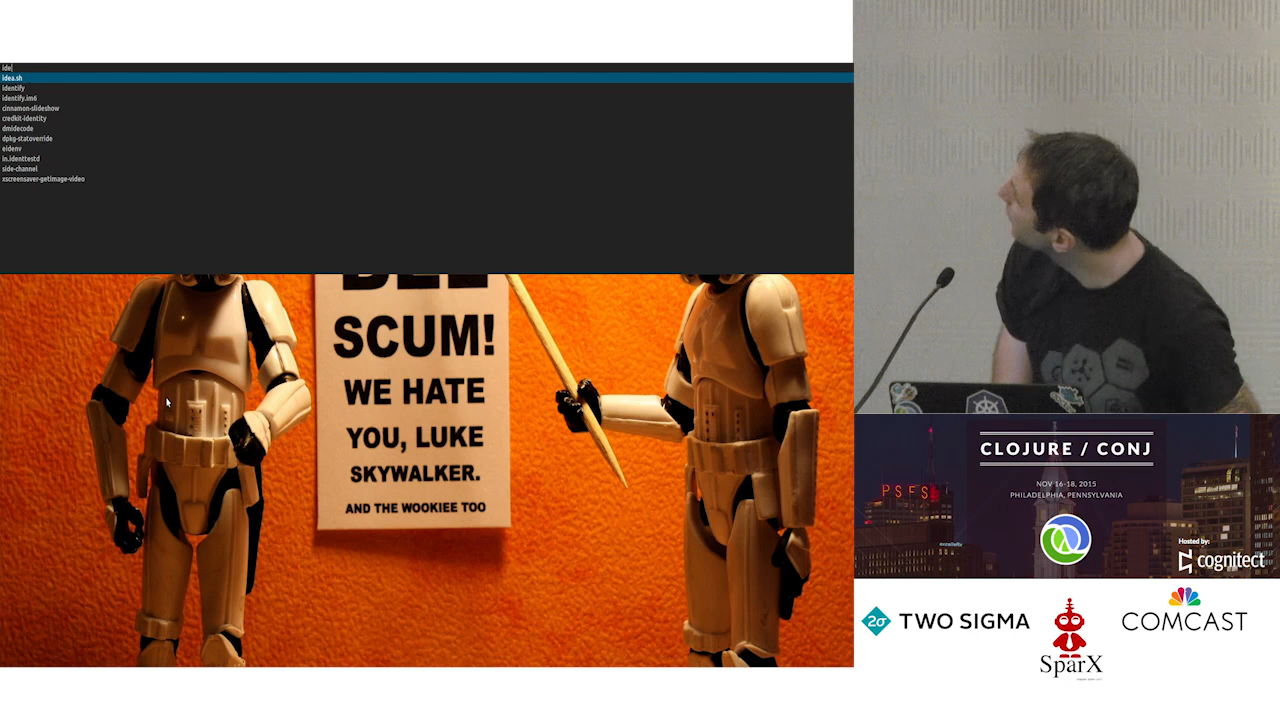 ide
idea.sh
identify
identify.im6
cinnamon-slideshow
credkit-identity
dmidecode
dpkg-statoverride
eidenv
in.identtestd
side-channel
xscreensaver-getimage-video
SCUM!
WE HATE
YOU, LUKE
SKYWALKER.
AND THE WOOKIEE TOO
CLOJURE / CONJ
NOV 16-18, 2015
PHILADELPHIA, PENNSYLVANIA
PSFS
Hosted by:
cognitect
2σ TWO SIGMA
SparX
COMCAST